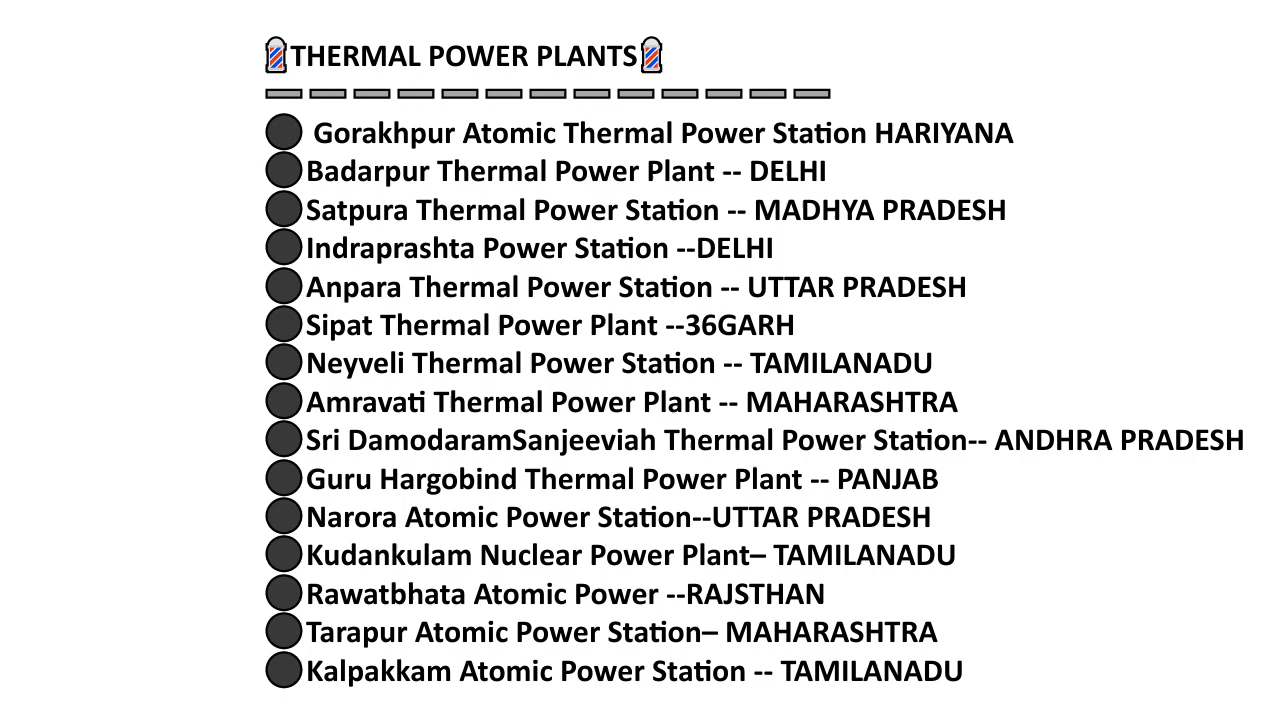 💈THERMAL POWER PLANTS💈
➖➖➖➖➖➖➖➖➖➖➖➖➖
⚫ Gorakhpur Atomic Thermal Power Station HARIYANA
⚫Badarpur Thermal Power Plant -- DELHI
⚫Satpura Thermal Power Station -- MADHYA PRADESH
⚫Indraprashta Power Station --DELHI
⚫Anpara Thermal Power Station -- UTTAR PRADESH
⚫Sipat Thermal Power Plant --36GARH
⚫Neyveli Thermal Power Station -- TAMILANADU
⚫Amravati Thermal Power Plant -- MAHARASHTRA
⚫Sri DamodaramSanjeeviah Thermal Power Station-- ANDHRA PRADESH
⚫Guru Hargobind Thermal Power Plant -- PANJAB
⚫Narora Atomic Power Station--UTTAR PRADESH
⚫Kudankulam Nuclear Power Plant– TAMILANADU
⚫Rawatbhata Atomic Power --RAJSTHAN
⚫Tarapur Atomic Power Station– MAHARASHTRA
⚫Kalpakkam Atomic Power Station -- TAMILANADU